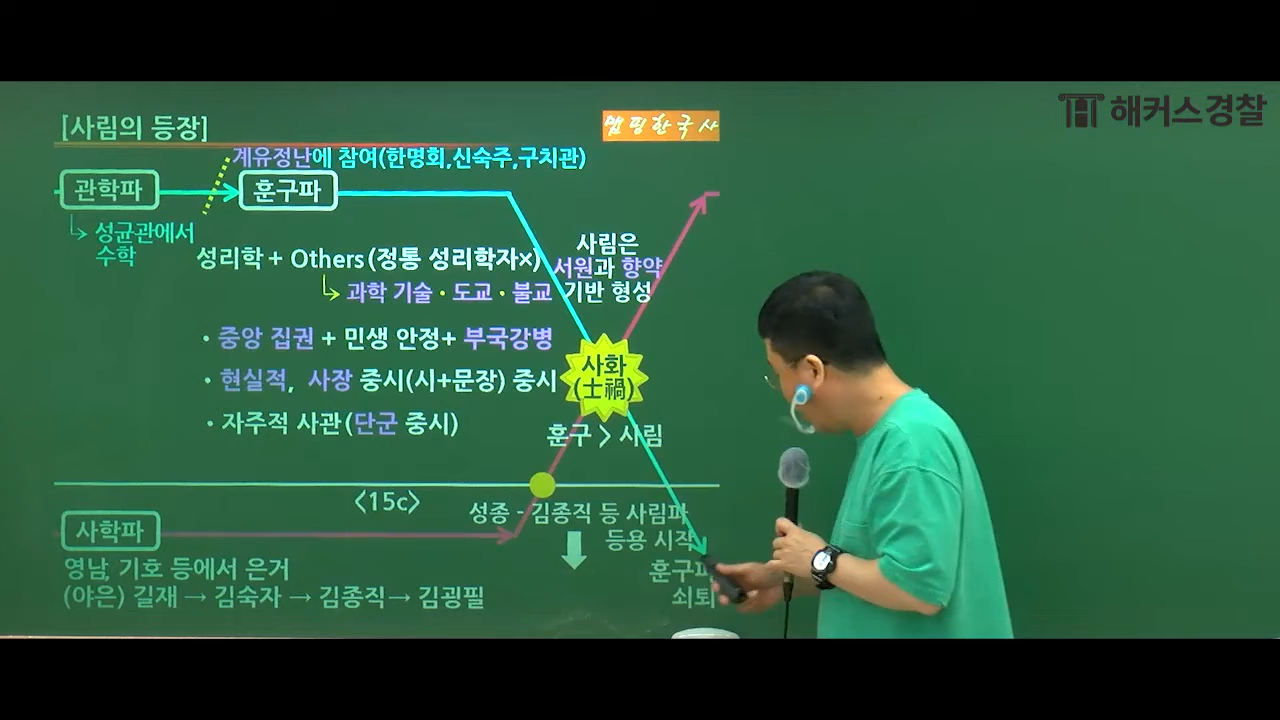 해커스경찰
[사림의 등장]
맵핑한국사
계유정난에 참여(한명회,신숙주,구치관)
관학파
훈구파
성균관에서
수학
성리학 + Others (정통 성리학자×)
과학 기술 · 도교 · 불교
사림은
서원과 향약
기반 형성
· 중앙 집권 + 민생 안정+ 부국강병
· 현실적, 사장 중시(시+문장) 중시
· 자주적 사관 (단군 중시)
사화
(士禍)
훈구 > 사림
<15c>
성종 - 김종직 등 사림파
등용 시작
훈구파
쇠퇴
사학파
영남, 기호 등에서 은거
(야은) 길재 → 김숙자 → 김종직 → 김굉필